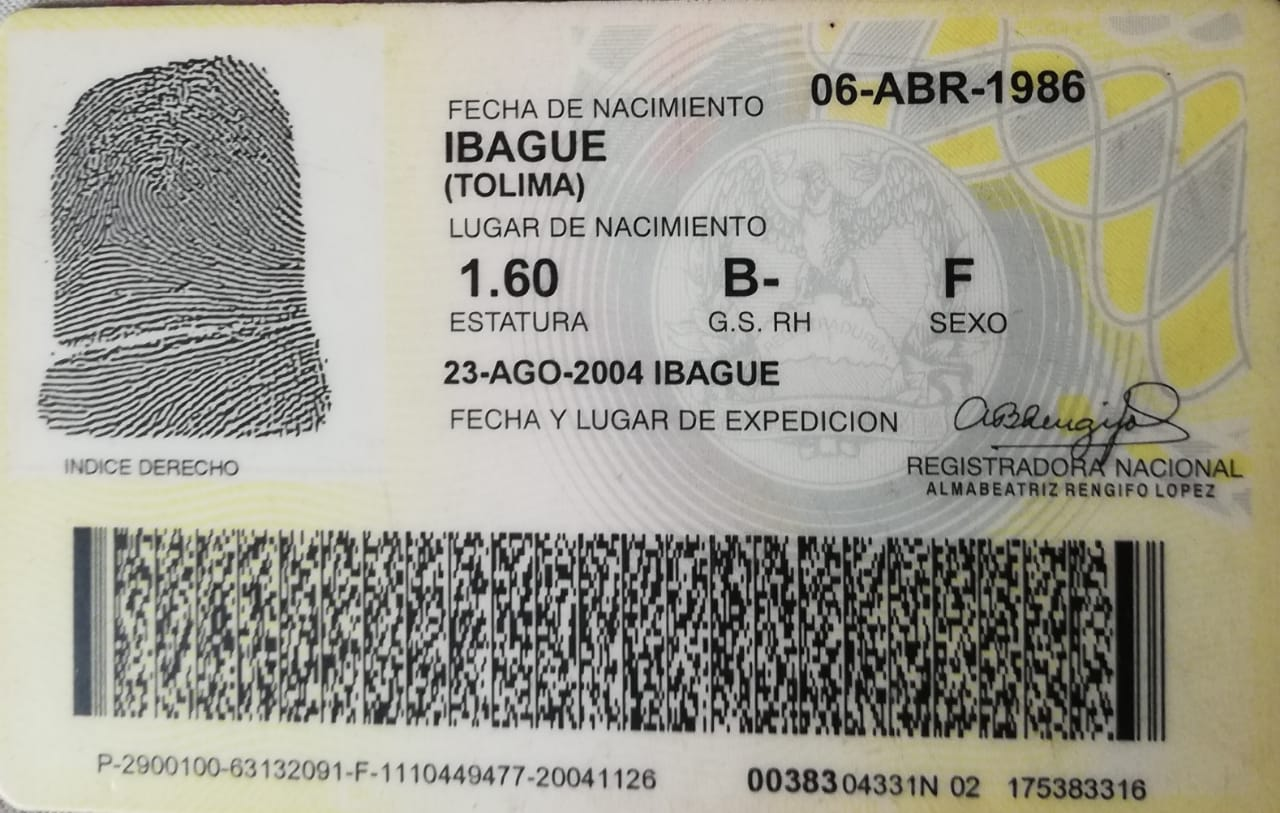 06-ABR-1986
FECHA DE NACIMIENTO
IBAGUE
(TOLIMA)
LUGAR DE NACIMIENTO
1.60 B- F
ESTATURA G.S. RH SEXO
23-AGO-2004 IBAGUE
FECHA Y LUGAR DE EXPEDICION
REGISTRADORA NACIONAL
ALMABEATRIZ RENGIFO LOPEZ
INDICE DERECHO
P-2900100-63132091-F-1110449477-20041126 0038304331N 02 175383316